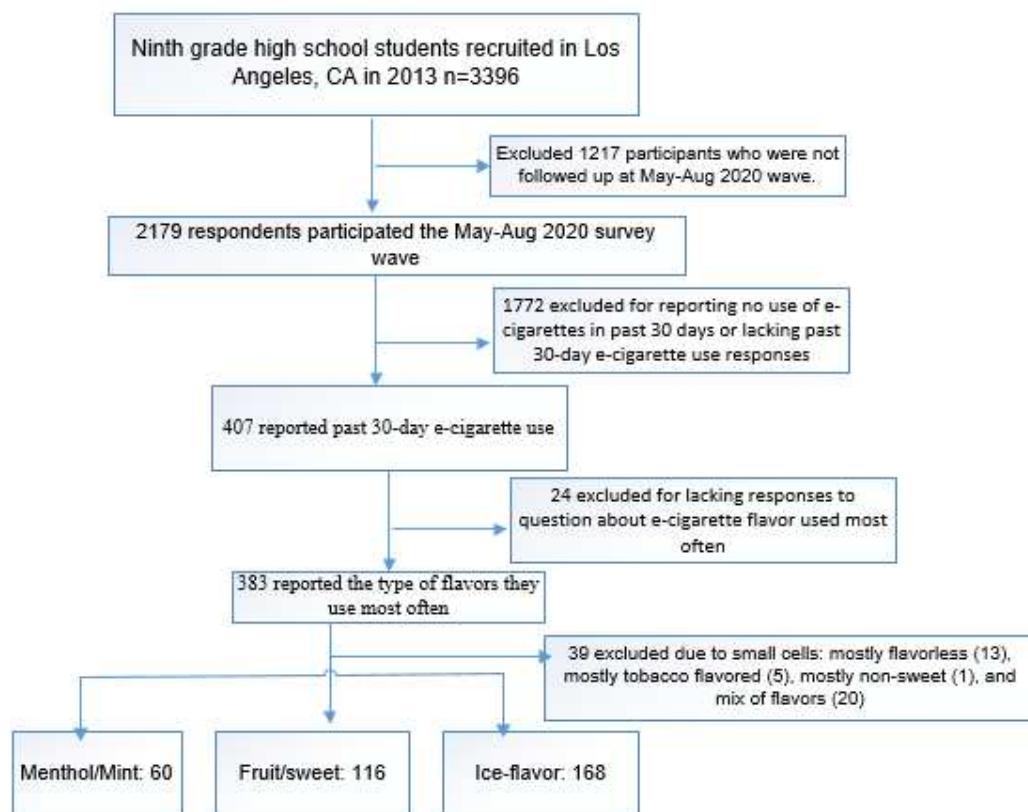 Ninth grade high school students recruited in Los
Angeles, CA in 2013 n=3396
Excluded 1217 participants who were not
followed up at May-Aug 2020 wave.
2179 respondents participated the May-Aug 2020 survey
wave
1772 excluded for reporting no use of e-
cigarettes in past 30 days or lacking past
30-day e-cigarette use responses
407 reported past 30-day e-cigarette use
24 excluded for lacking responses to
question about e-cigarette flavor used most
often
383 reported the type of flavors they
use most often
39 excluded due to small cells: mostly flavorless (13),
mostly tobacco flavored (5), mostly non-sweet (1), and
mix of flavors (20)
Menthol/Mint: 60
Fruit/sweet: 116
Ice-flavor: 168